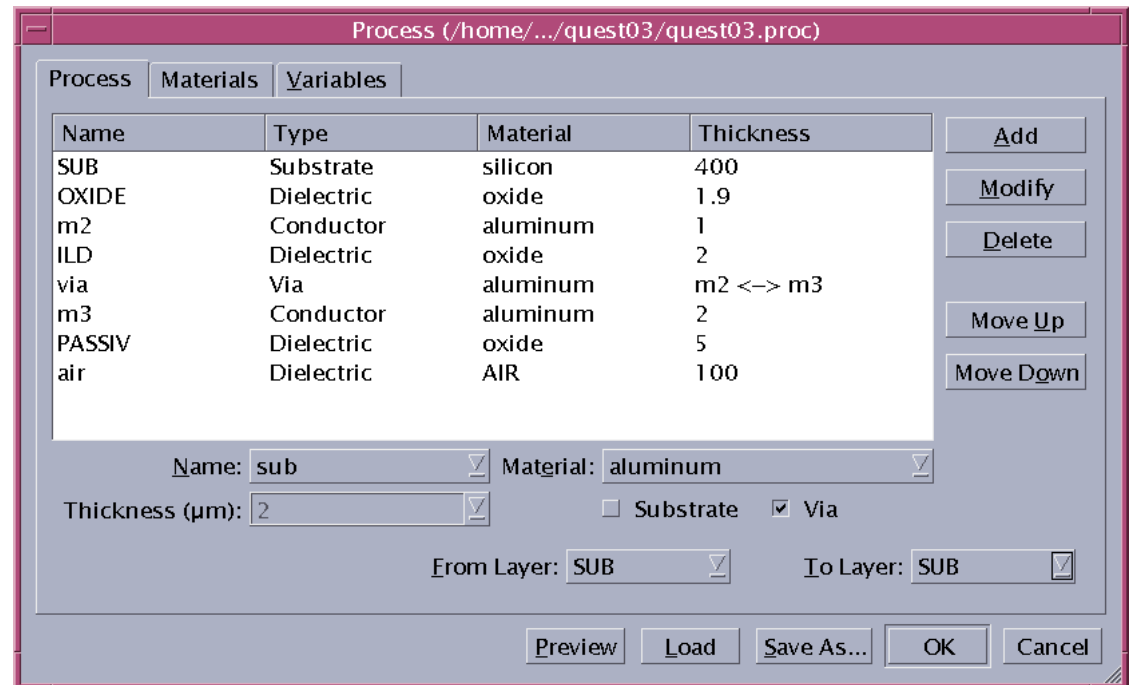 Process (/home/.../quest03/quest03.proc)
Process Materials Variables
Name Type Material Thickness
SUB Substrate silicon 400
OXIDE Dielectric oxide 1.9
m2 Conductor aluminum 1
ILD Dielectric oxide 2
via Via aluminum m2 <-> m3
m3 Conductor aluminum 2
PASSIV Dielectric oxide 5
air Dielectric AIR 100
Add
Modify
Delete
Move Up
Move Down
Name: sub Material: aluminum
Thickness (µm): 2 Substrate Via
From Layer: SUB To Layer: SUB
Preview Load Save As... OK Cancel